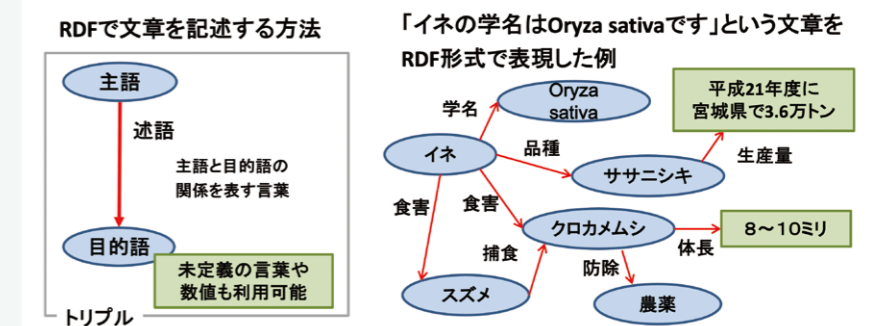 RDFで文章を記述する方法
主語
述語
主語と目的語の
関係を表す言葉
目的語
未定義の言葉や
数値も利用可能
トリプル
「イネの学名はOryza sativaです」という文章を
RDF形式で表現した例
Oryza
sativa
平成21年度に
宮城県で3.6万トン
学名
イネ
品種
生産量
ササニシキ
食害
食害
クロカメムシ
8〜10ミリ
体長
捕食
防除
スズメ
農薬